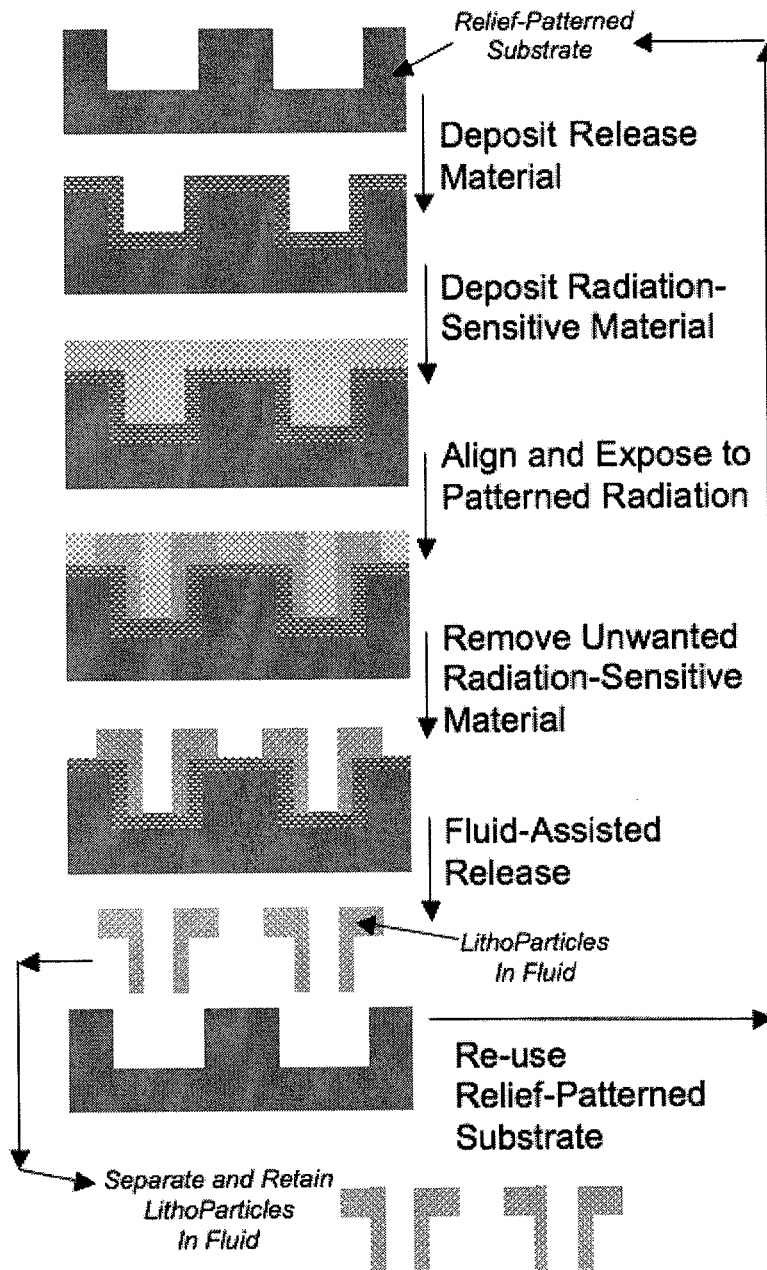 Relief-Patterned
Substrate
Deposit Release
Material
Deposit Radiation-
Sensitive Material
Align and Expose to
Patterned Radiation
Remove Unwanted
Radiation-Sensitive
Material
Fluid-Assisted
Release
LithoParticles
In Fluid
Re-use
Relief-Patterned
Substrate
Separate and Retain
LithoParticles
In Fluid